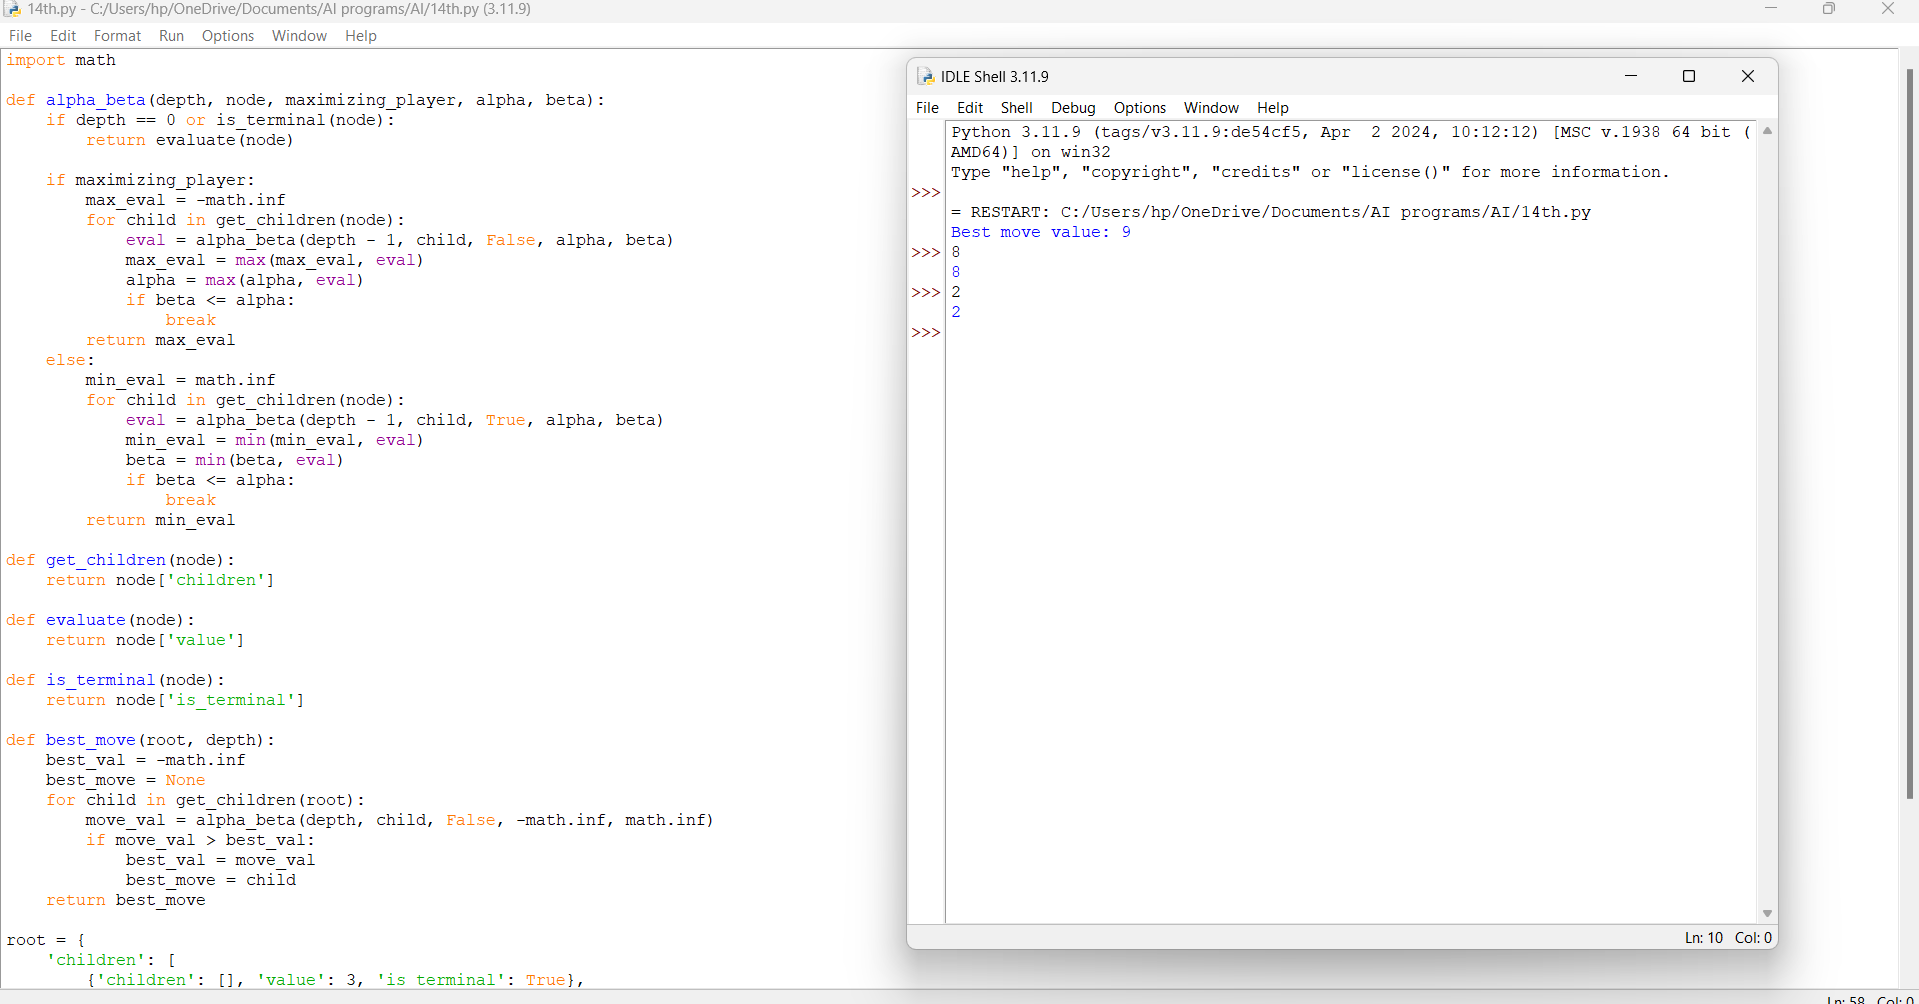 14th.py - C:/Users/hp/OneDrive/Documents/AI programs/AI/14th.py (3.11.9)
File Edit Format Run Options Window Help
import math

def alpha_beta(depth, node, maximizing_player, alpha, beta):
    if depth == 0 or is_terminal(node):
        return evaluate(node)

    if maximizing_player:
        max_eval = -math.inf
        for child in get_children(node):
            eval = alpha_beta(depth - 1, child, False, alpha, beta)
            max_eval = max(max_eval, eval)
            alpha = max(alpha, eval)
            if beta <= alpha:
                break
        return max_eval
    else:
        min_eval = math.inf
        for child in get_children(node):
            eval = alpha_beta(depth - 1, child, True, alpha, beta)
            min_eval = min(min_eval, eval)
            beta = min(beta, eval)
            if beta <= alpha:
                break
        return min_eval

def get_children(node):
    return node['children']

def evaluate(node):
    return node['value']

def is_terminal(node):
    return node['is_terminal']

def best_move(root, depth):
    best_val = -math.inf
    best_move = None
    for child in get_children(root):
        move_val = alpha_beta(depth, child, False, -math.inf, math.inf)
        if move_val > best_val:
            best_val = move_val
            best_move = child
    return best_move

root = {
    'children': [
        {'children': [], 'value': 3, 'is_terminal': True},
Ln: 58 Col: 0
IDLE Shell 3.11.9
File Edit Shell Debug Options Window Help
Python 3.11.9 (tags/v3.11.9:de54cf5, Apr  2 2024, 10:12:12) [MSC v.1938 64 bit (
AMD64)] on win32
Type "help", "copyright", "credits" or "license()" for more information.
>>>
= RESTART: C:/Users/hp/OneDrive/Documents/AI programs/AI/14th.py
Best move value: 9
>>> 8
8
>>> 2
2
>>>
Ln: 10 Col: 0